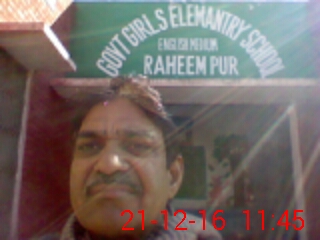 GOVT GIRLS ELEMANTRY SCHOOL
ENGLISH MEDIUM
RAHEEM PUR
21-12-16 11:45